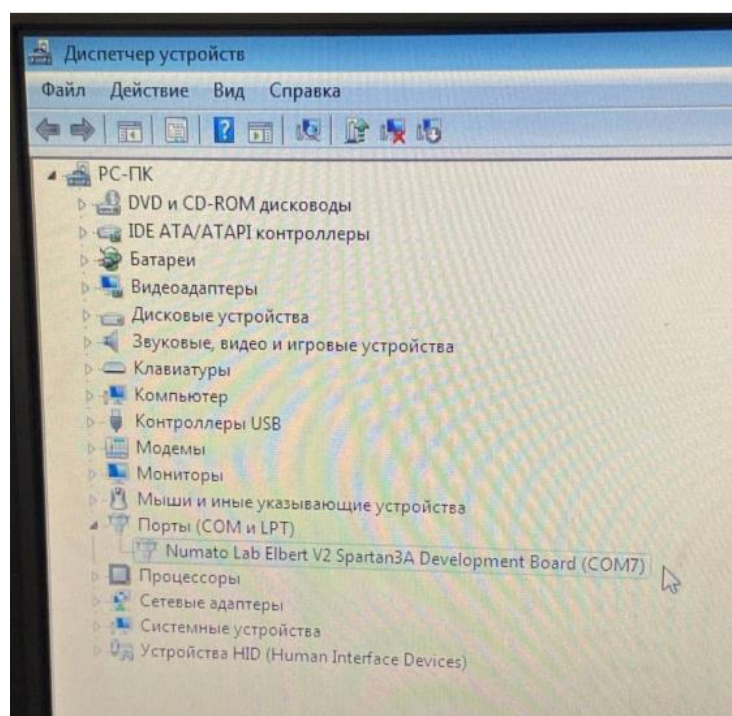 Диспетчер устройств
Файл Действие Вид Справка
PC-ПК
DVD и CD-ROM дисководы
IDE ATA/ATAPI контроллеры
Батареи
Видеоадаптеры
Дисковые устройства
Звуковые, видео и игровые устройства
Клавиатуры
Компьютер
Контроллеры USB
Модемы
Мониторы
Мыши и иные указывающие устройства
Порты (COM и LPT)
Numato Lab Elbert V2 Spartan3A Development Board (COM7)
Процессоры
Сетевые адаптеры
Системные устройства
Устройства HID (Human Interface Devices)